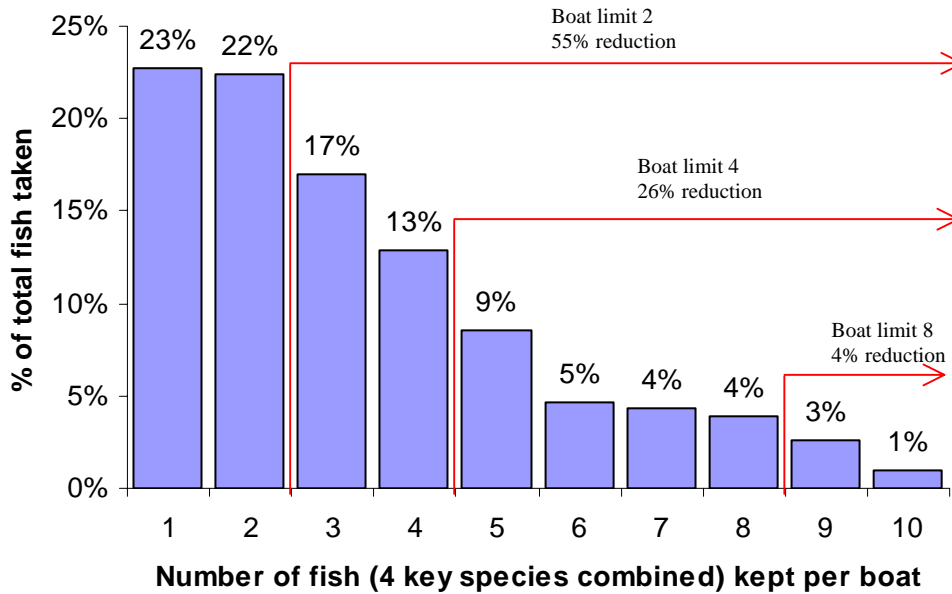 Boat limit 2
55% reduction
Boat limit 4
26% reduction
Boat limit 8
4% reduction
% of total fish taken
25%
20%
15%
10%
5%
0%
23%
22%
17%
13%
9%
5%
4%
4%
3%
1%
1 2 3 4 5 6 7 8 9 10
Number of fish (4 key species combined) kept per boat